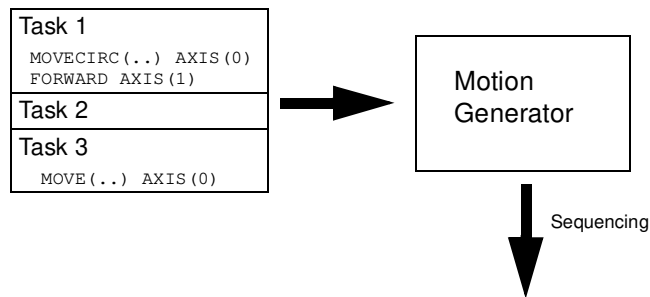 Task 1
MOVECIRC(..) AXIS(0)
FORWARD AXIS(1)
Task 2
Task 3
MOVE(..) AXIS(0)
Motion
Generator
Sequencing